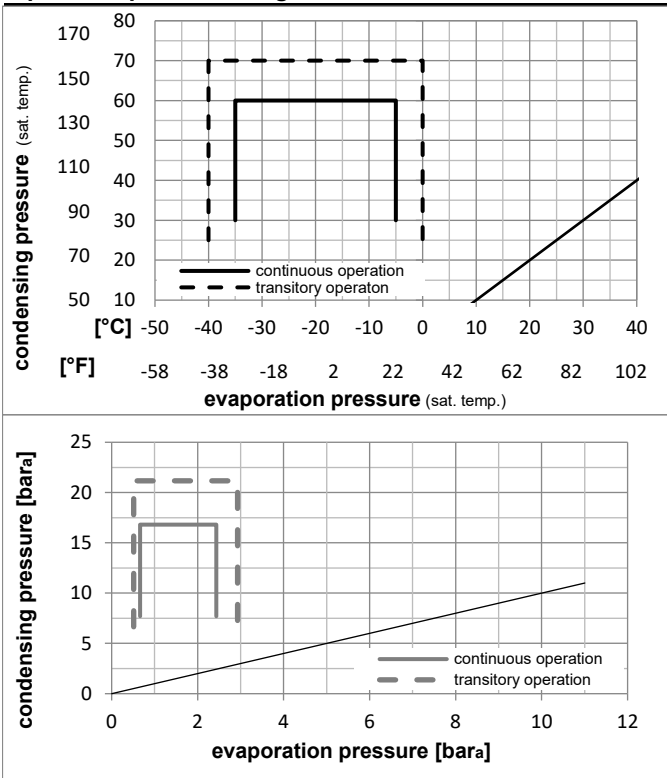 condensing pressure (sat. temp.)
170 80
150 70
130 60
50
110 40
90 30
70 20
50 10
continuous operation
transitory operaton
[°C] -50 -40 -30 -20 -10 0 10 20 30 40
[°F] -58 -38 -18 2 22 42 62 82 102
evaporation pressure (sat. temp.)
condensing pressure [bara]
25
20
15
10
5
0
continuous operation
transitory operation
0 2 4 6 8 10 12
evaporation pressure [bara]